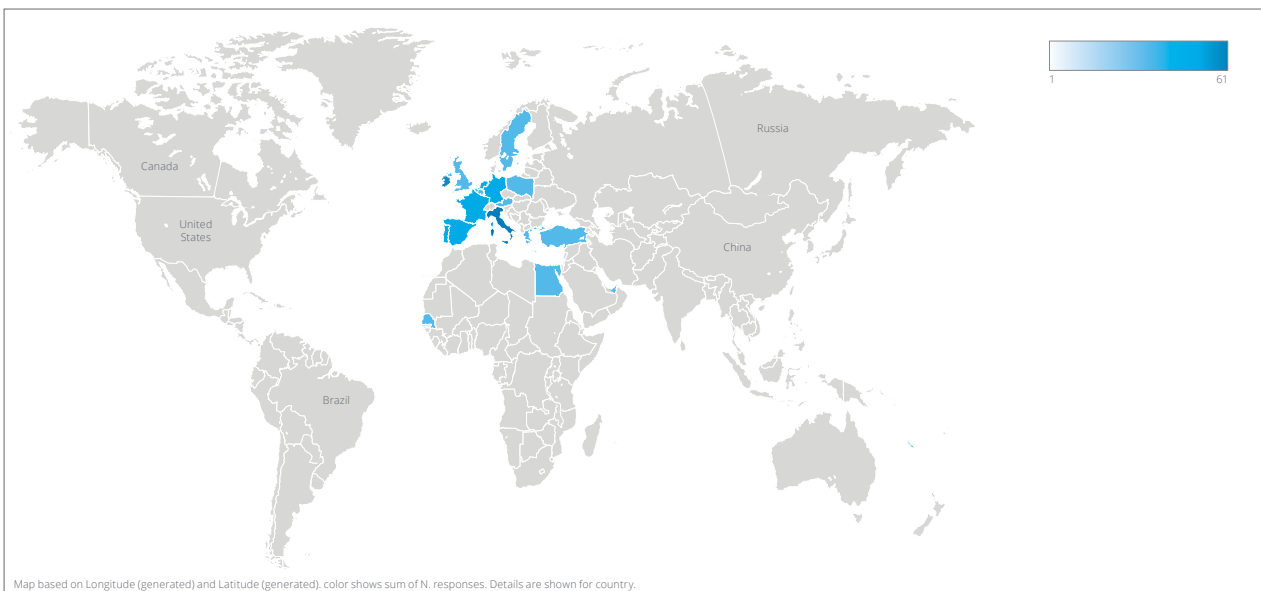 1 61
Russia
Canada
United
States
China
Brazil
Map based on Longitude (generated) and Latitude (generated). color shows sum of N. responses. Details are shown for country.